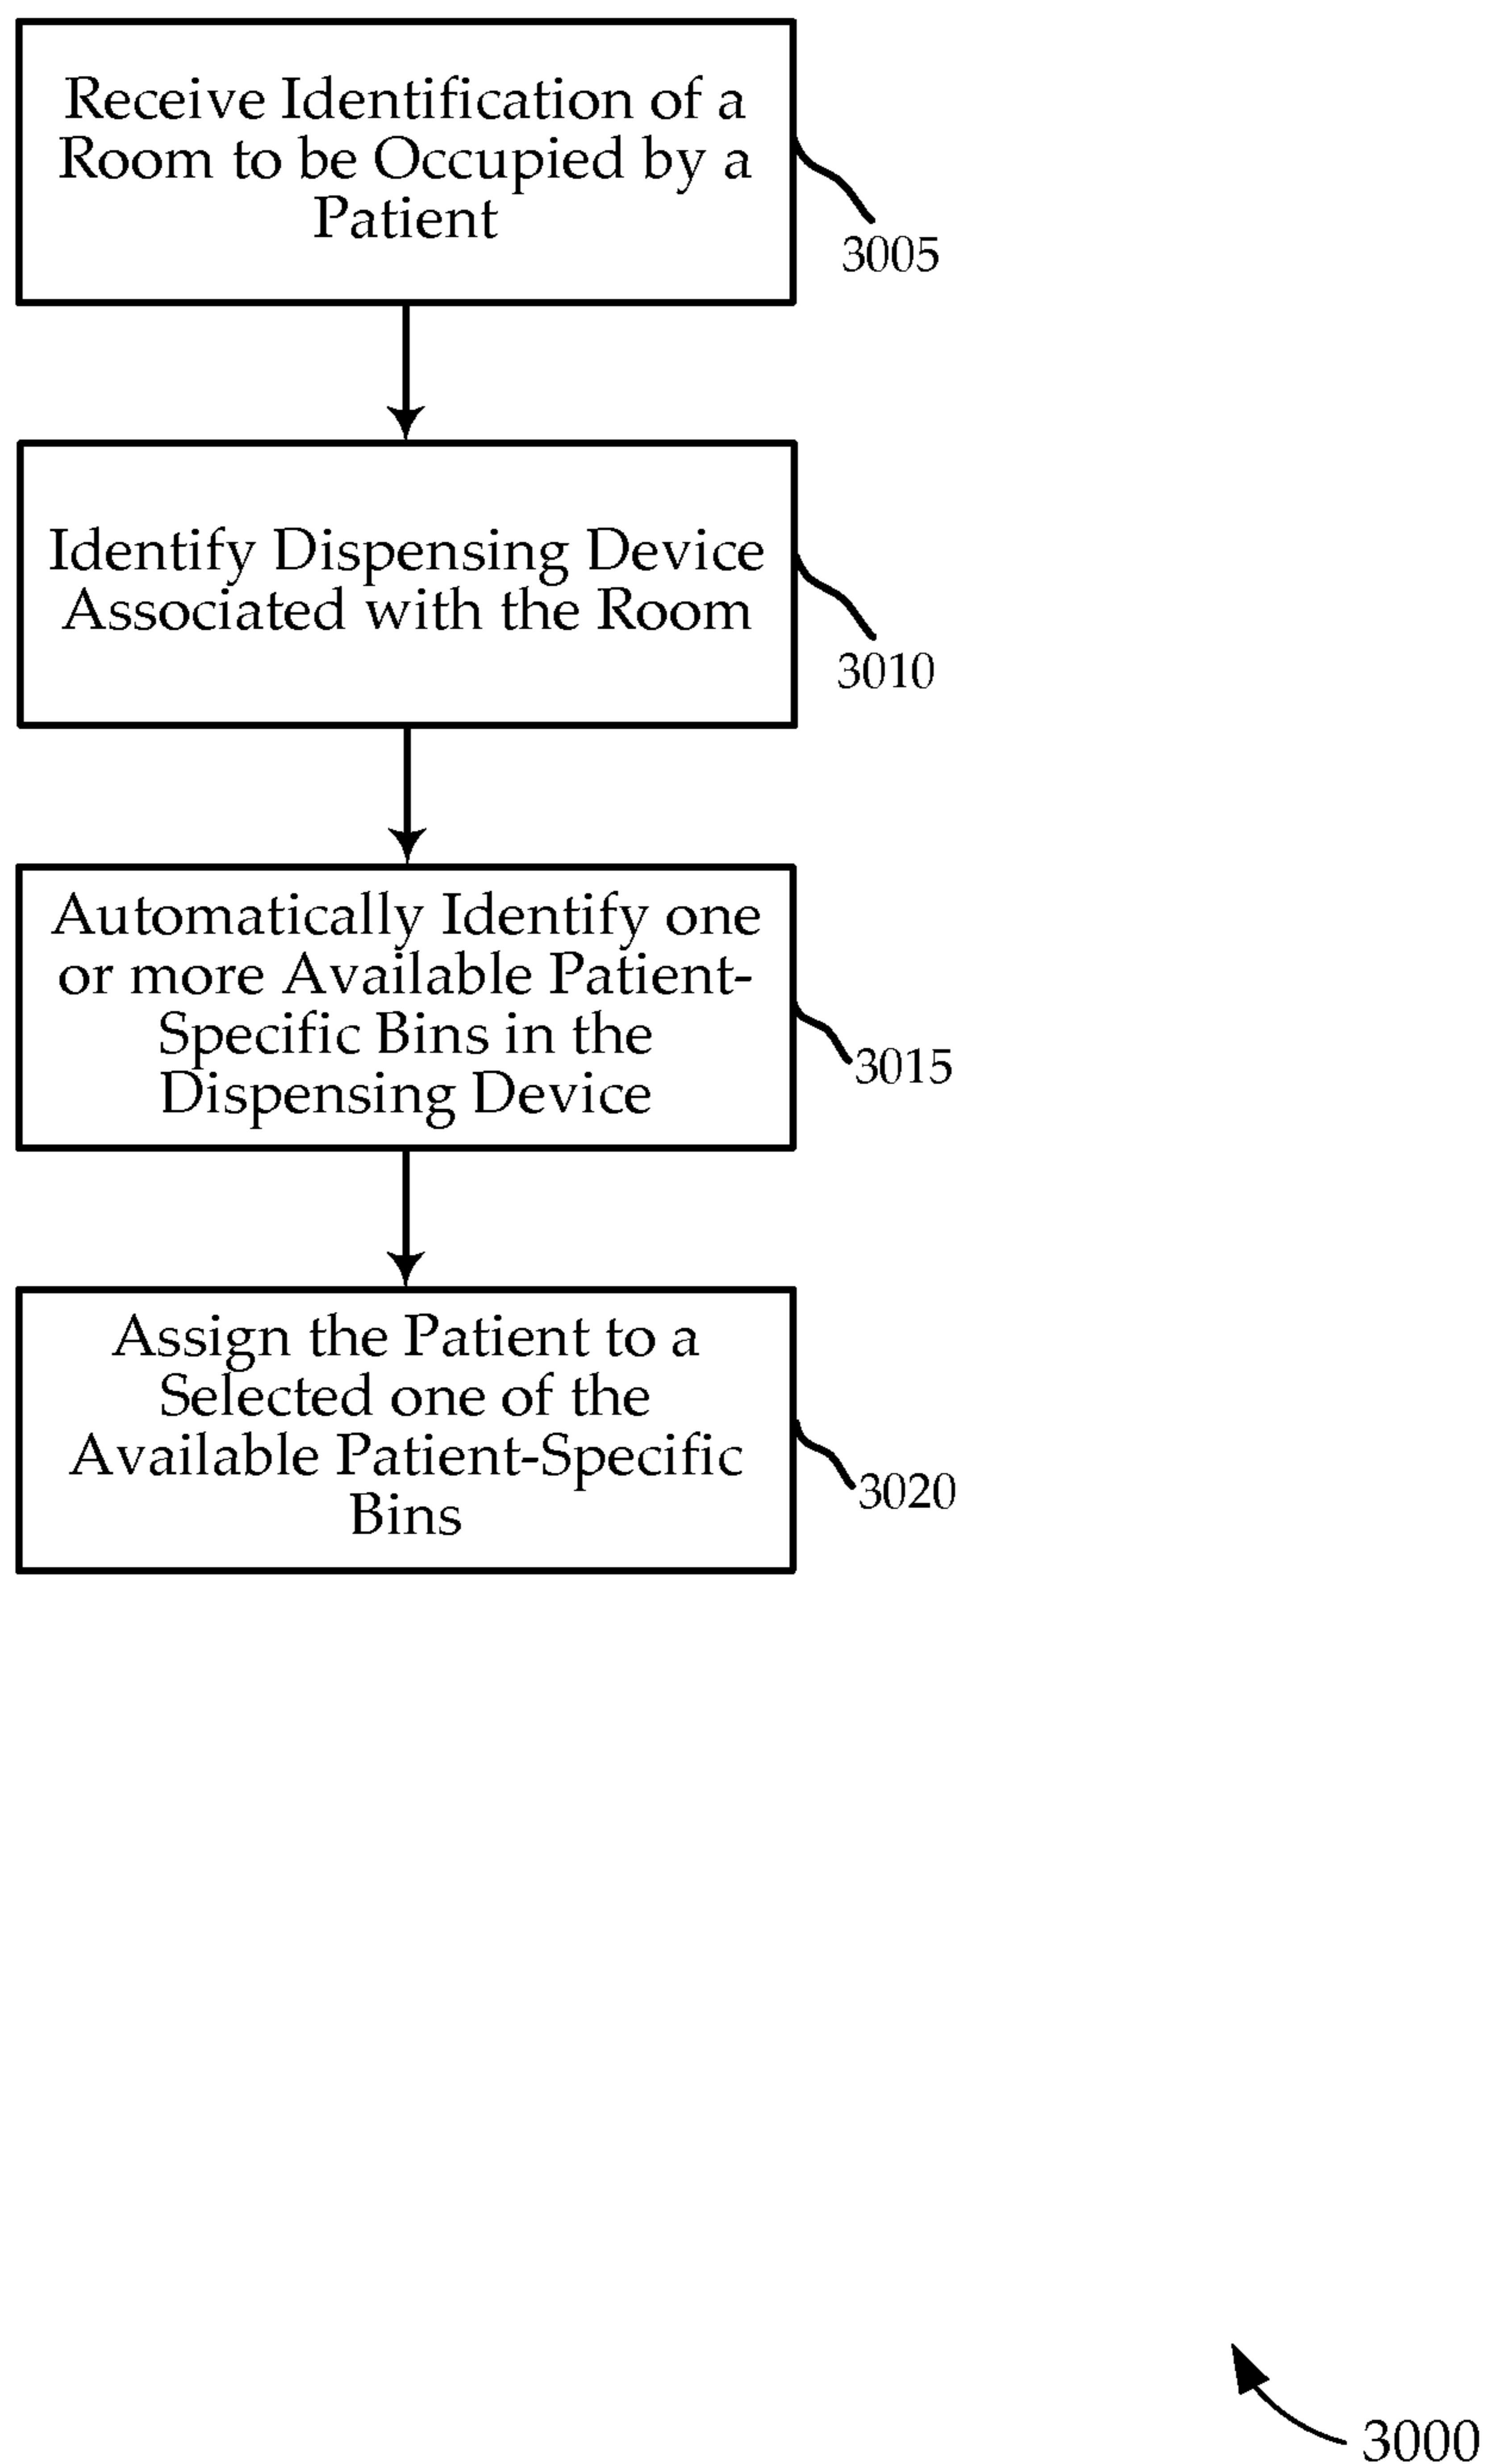 Receive Identification of a
Room to be Occupied by a
Patient
3005
Identify Dispensing Device
Associated with the Room
3010
Automatically Identify one
or more Available Patient-
Specific Bins in the
Dispensing Device
3015
Assign the Patient to a
Selected one of the
Available Patient-Specific
Bins
3020
3000